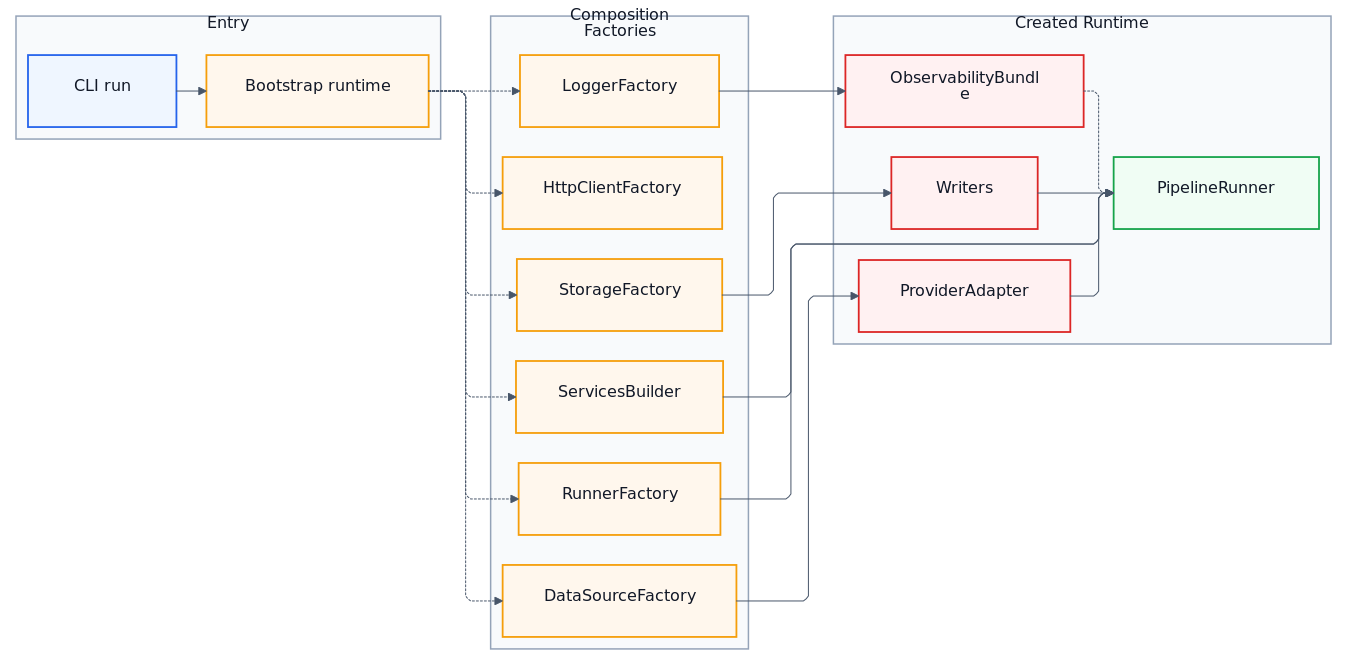 Entry
CLI run
Bootstrap runtime
Composition
Factories
LoggerFactory
HttpClientFactory
StorageFactory
ServicesBuilder
RunnerFactory
DataSourceFactory
Created Runtime
ObservabilityBundl
e
Writers
ProviderAdapter
PipelineRunner